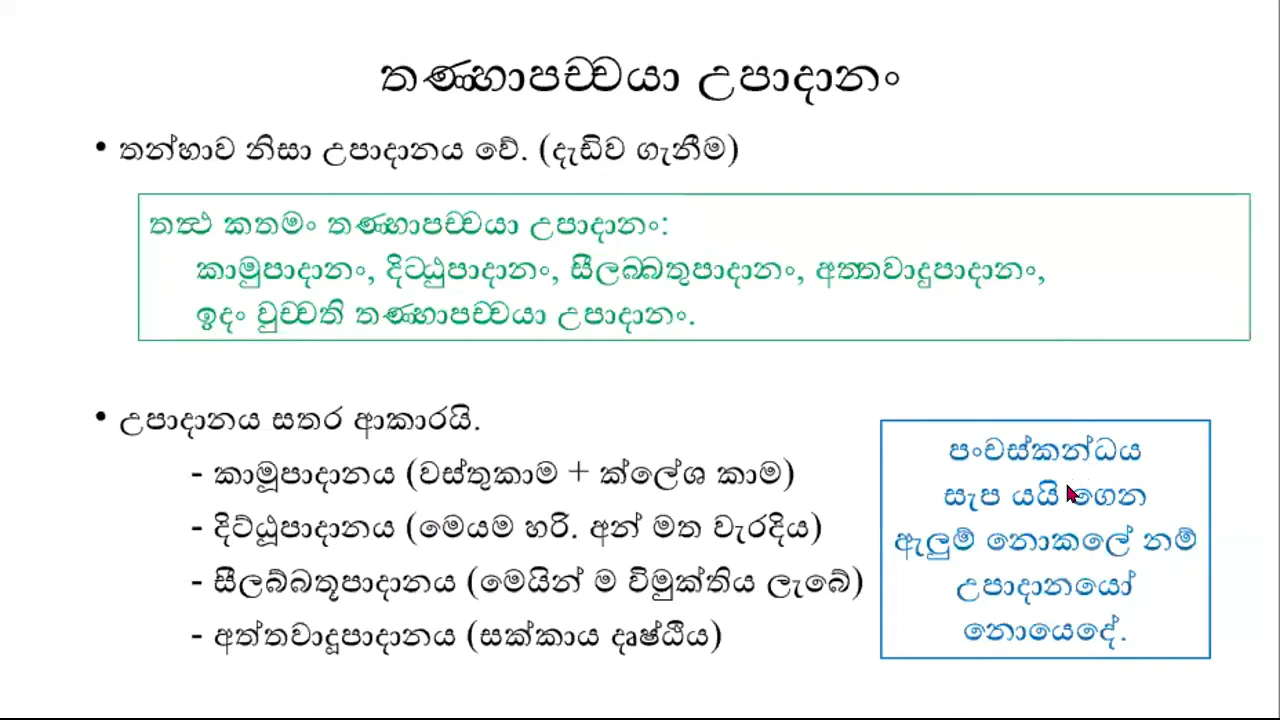 තණ්හාපච්චයා උපාදානං
• තන්හාව නිසා උපාදානය වේ. (දැඩිව ගැනීම)
තත්ථ කතමං තණ්හාපච්චයා උපාදානං:
කාමුපාදානං, දිට්ඨුපාදානං, සීලබ්බතුපාදානං, අත්තවාදුපාදානං,
ඉදං වුච්චති තණ්හාපච්චයා උපාදානං.
• උපාදානය සතර ආකාරයි.
- කාමූපාදානය (වස්තුකාම + ක්ලේශ කාම)
- දිට්ඨූපාදානය (මෙයම හරි. අන් මත වැරදිය)
- සීලබ්බතූපාදානය (මෙයින් ම විමුක්තිය ලැබේ)
- අත්තවාදූපාදානය (සක්කාය දෘෂ්ඨීය)
පංචස්කන්ධය
සැප යයි ගෙන
ඇලුම් නොකලේ නම්
උපාදානයෝ
නොයෙදේ.